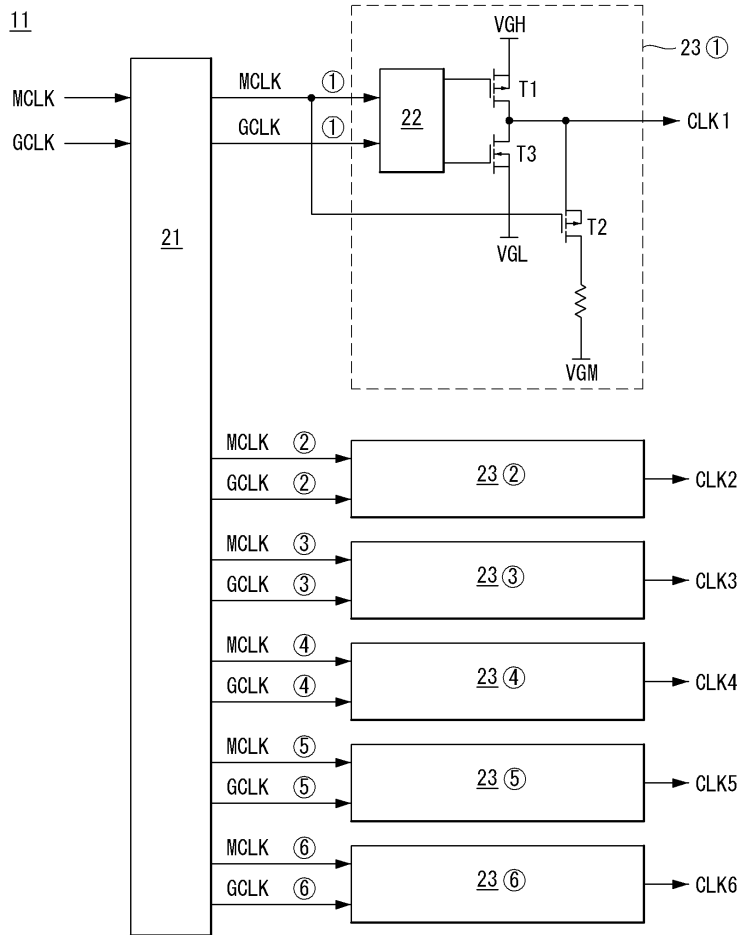 11
VGH
23 ①
MCLK
MCLK ①
T1
22
CLK1
GCLK
GCLK ①
T3
21
T2
VGL
VGM
MCLK ②
23 ②
CLK2
GCLK ②
MCLK ③
23 ③
CLK3
GCLK ③
MCLK ④
23 ④
CLK4
GCLK ④
MCLK ⑤
23 ⑤
CLK5
GCLK ⑤
MCLK ⑥
23 ⑥
CLK6
GCLK ⑥